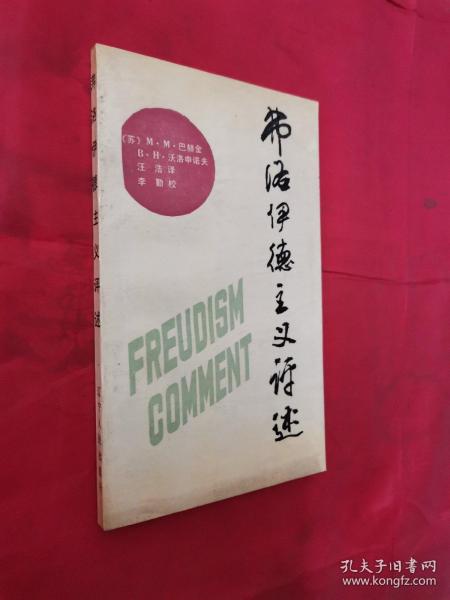 弗洛伊德主义评述
(苏) M·M·巴赫金
B·H·沃洛申诺夫
汪浩译
李勤校
FREUDISM
COMMENT
弗洛伊德主义评述
孔夫子旧书网
www.kongfz.com